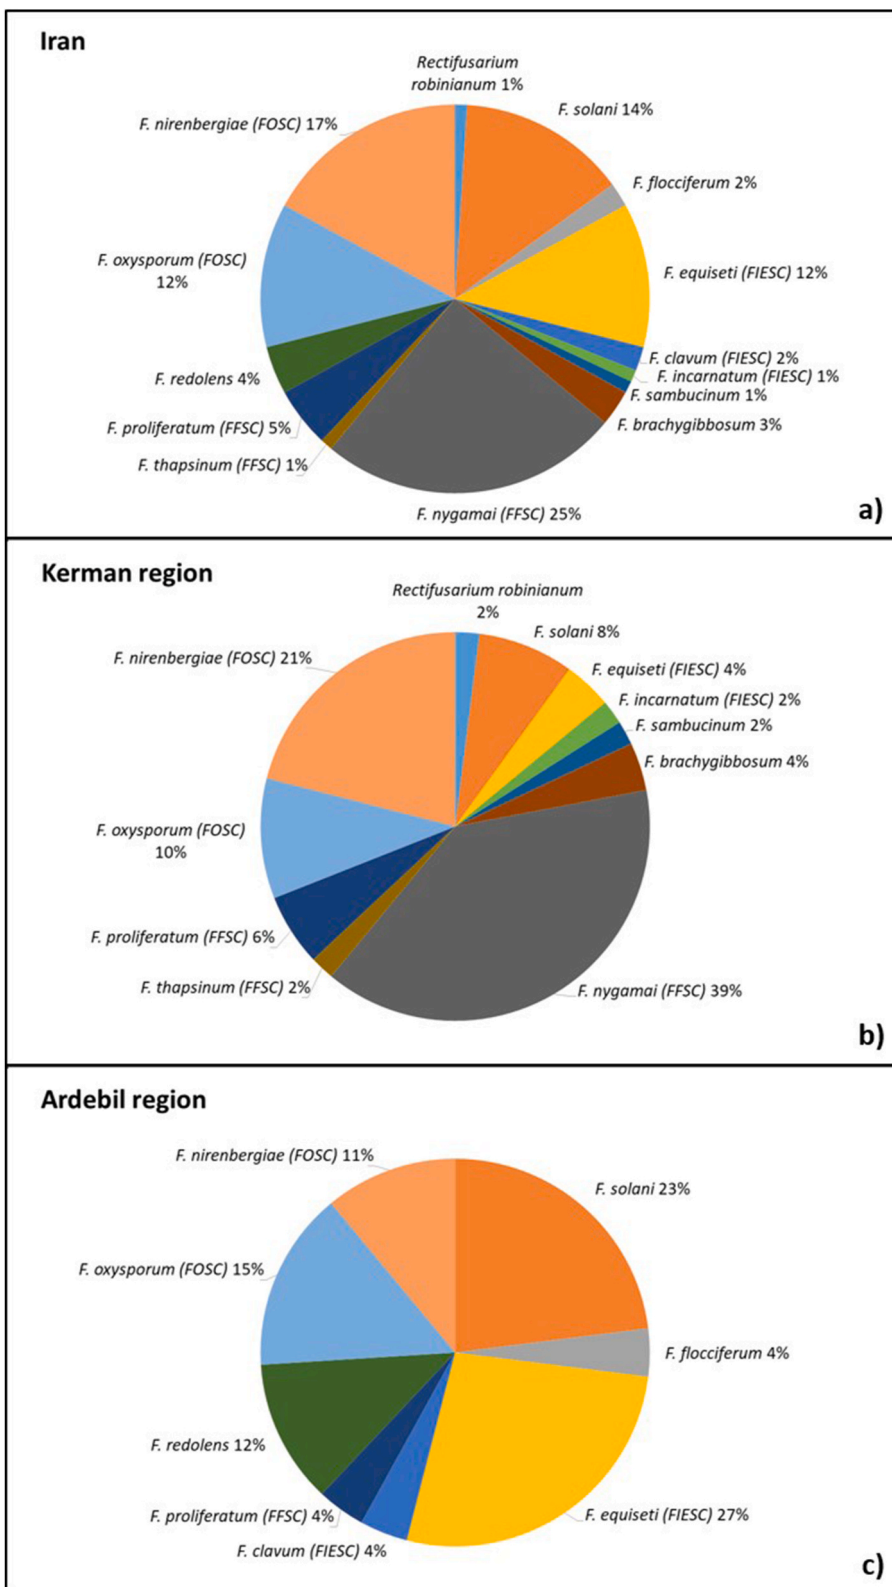 Iran
Rectifusarium
robinianum 1%
F. solani 14%
F. flocciferum 2%
F. equiseti (FIESC) 12%
F. clavum (FIESC) 2%
F. incarnatum (FIESC) 1%
F. sambucinum 1%
F. brachygibbosum 3%
F. nygamai (FFSC) 25%
F. thapsinum (FFSC) 1%
F. proliferatum (FFSC) 5%
F. redolens 4%
F. oxysporum (FOSC)
12%
F. nirenbergiae (FOSC) 17%
a)
Kerman region
Rectifusarium robinianum
2%
F. solani 8%
F. equiseti (FIESC) 4%
F. incarnatum (FIESC) 2%
F. sambucinum 2%
F. brachygibbosum 4%
F. nygamai (FFSC) 39%
F. thapsinum (FFSC) 2%
F. proliferatum (FFSC) 6%
F. oxysporum (FOSC)
10%
F. nirenbergiae (FOSC) 21%
b)
Ardebil region
F. solani 23%
F. flocciferum 4%
F. equiseti (FIESC) 27%
F. clavum (FIESC) 4%
F. proliferatum (FFSC) 4%
F. redolens 12%
F. oxysporum (FOSC) 15%
F. nirenbergiae (FOSC) 11%
c)